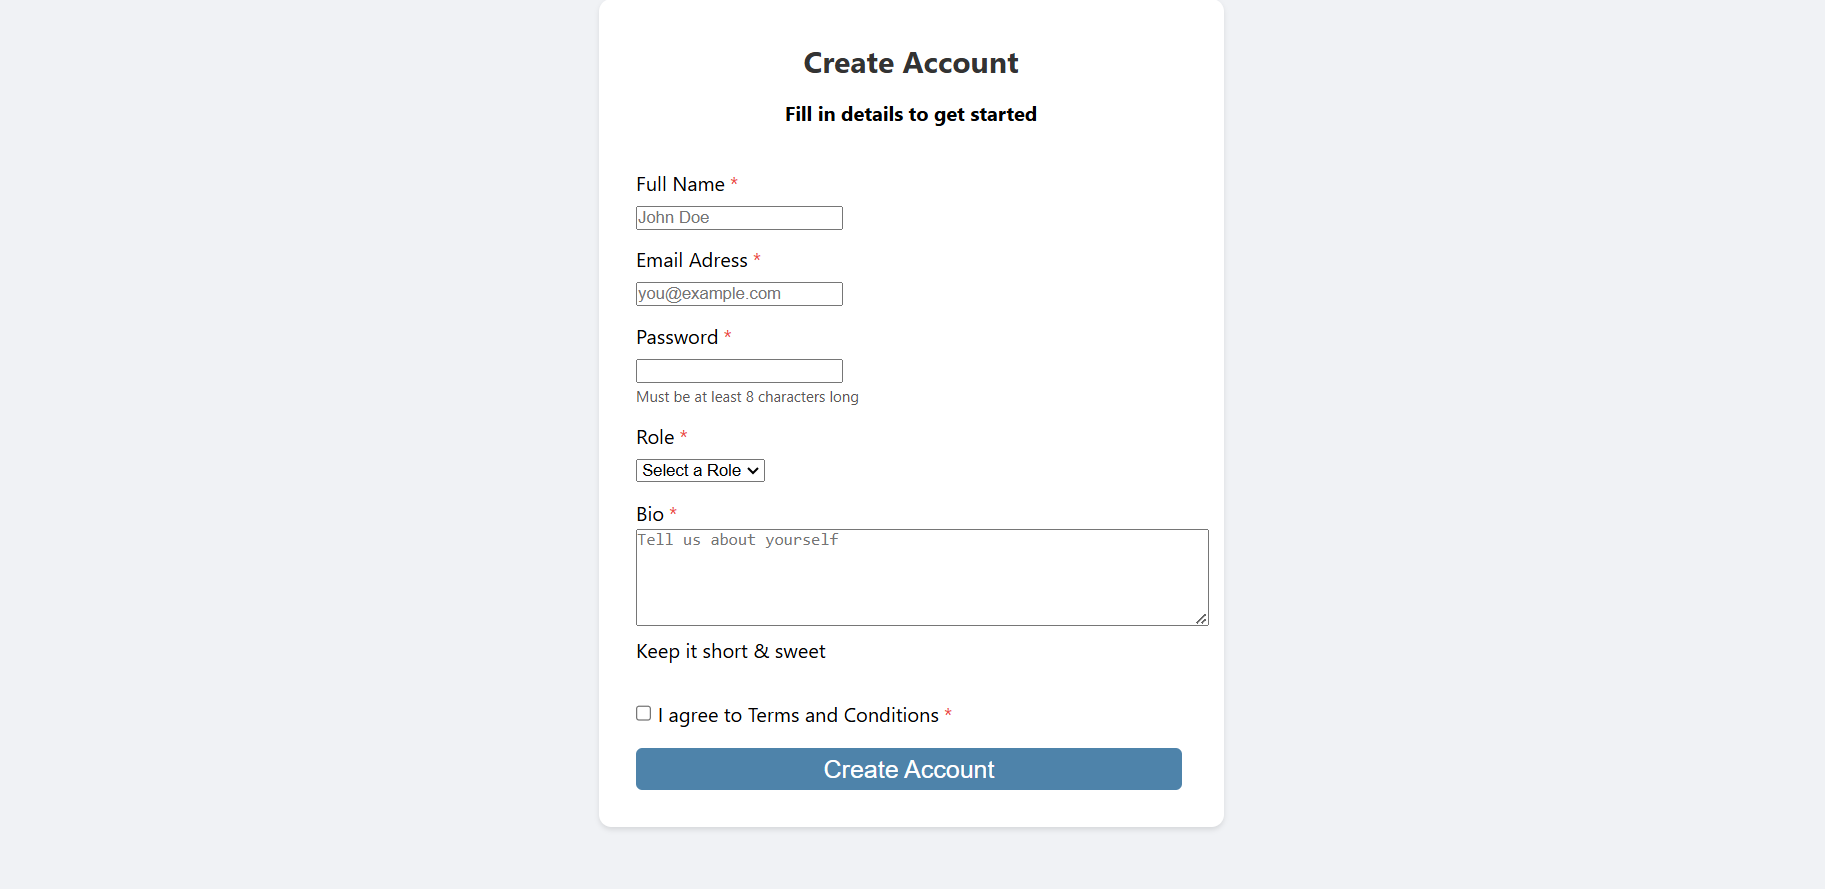 Create Account
Fill in details to get started
Full Name *
John Doe
Email Adress *
you@example.com
Password *
Must be at least 8 characters long
Role *
Select a Role
Bio *
Tell us about yourself
Keep it short & sweet
I agree to Terms and Conditions *
Create Account